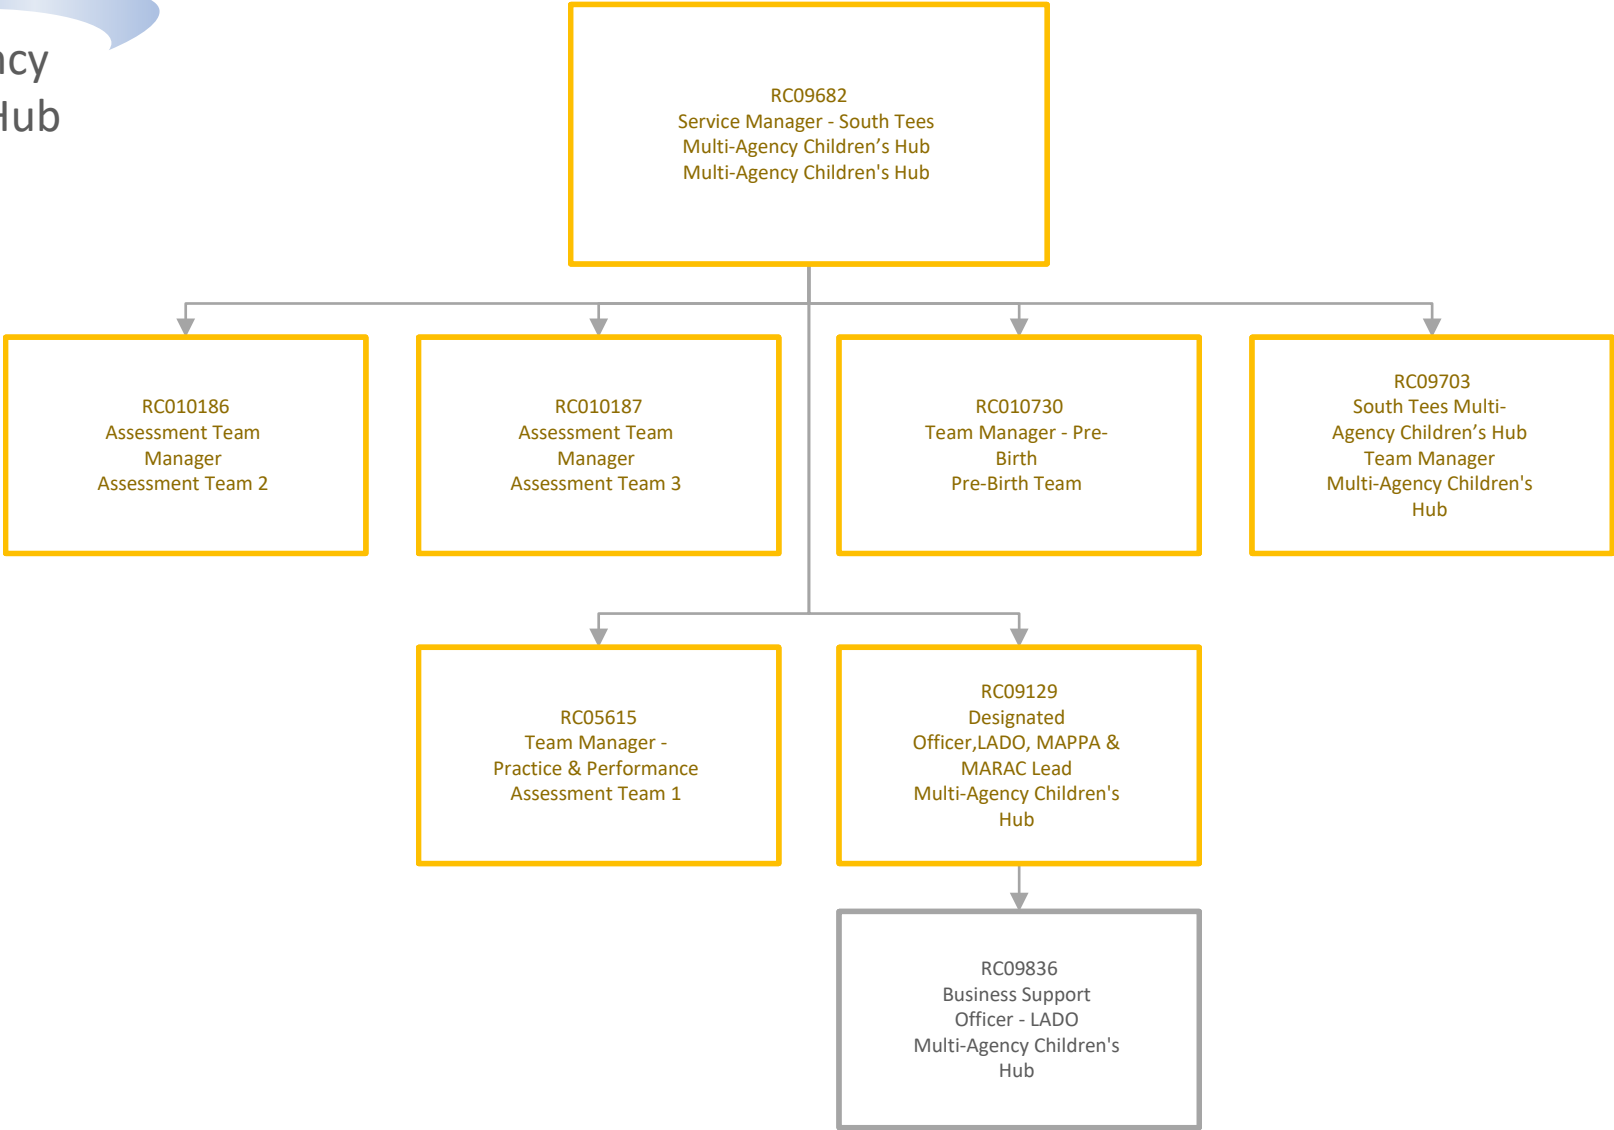 ncy
Hub
RC09682
Service Manager - South Tees
Multi-Agency Children’s Hub
Multi-Agency Children's Hub
RC010186
Assessment Team
Manager
Assessment Team 2
RC010187
Assessment Team
Manager
Assessment Team 3
RC010730
Team Manager - Pre-
Birth
Pre-Birth Team
RC09703
South Tees Multi-
Agency Children’s Hub
Team Manager
Multi-Agency Children's
Hub
RC05615
Team Manager -
Practice & Performance
Assessment Team 1
RC09129
Designated
Officer,LADO, MAPPA &
MARAC Lead
Multi-Agency Children's
Hub
RC09836
Business Support
Officer - LADO
Multi-Agency Children's
Hub